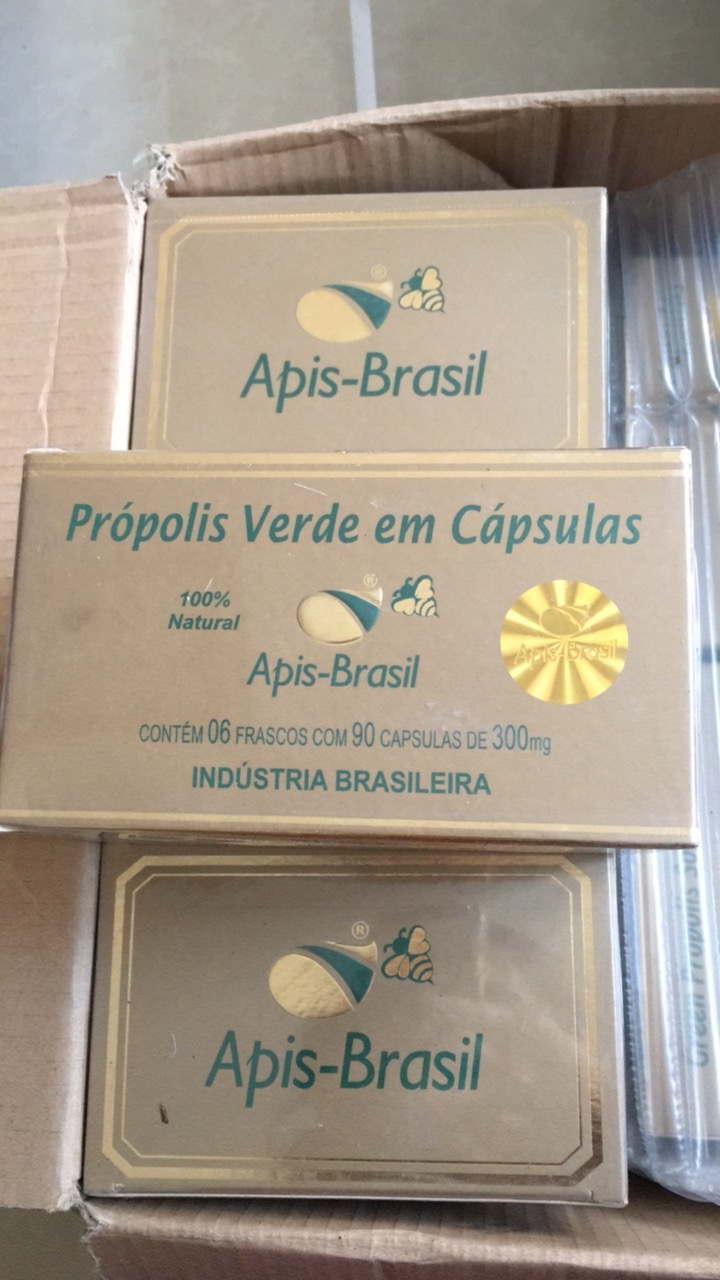 ®
Apis-Brasil
Própolis Verde em Cápsulas
100%
Natural
®
Apis-Brasil
Apis-Brasil
CONTÉM 06 FRASCOS COM 90 CAPSULAS DE 300mg
INDÚSTRIA BRASILEIRA
®
Apis-Brasil
Green Propolis